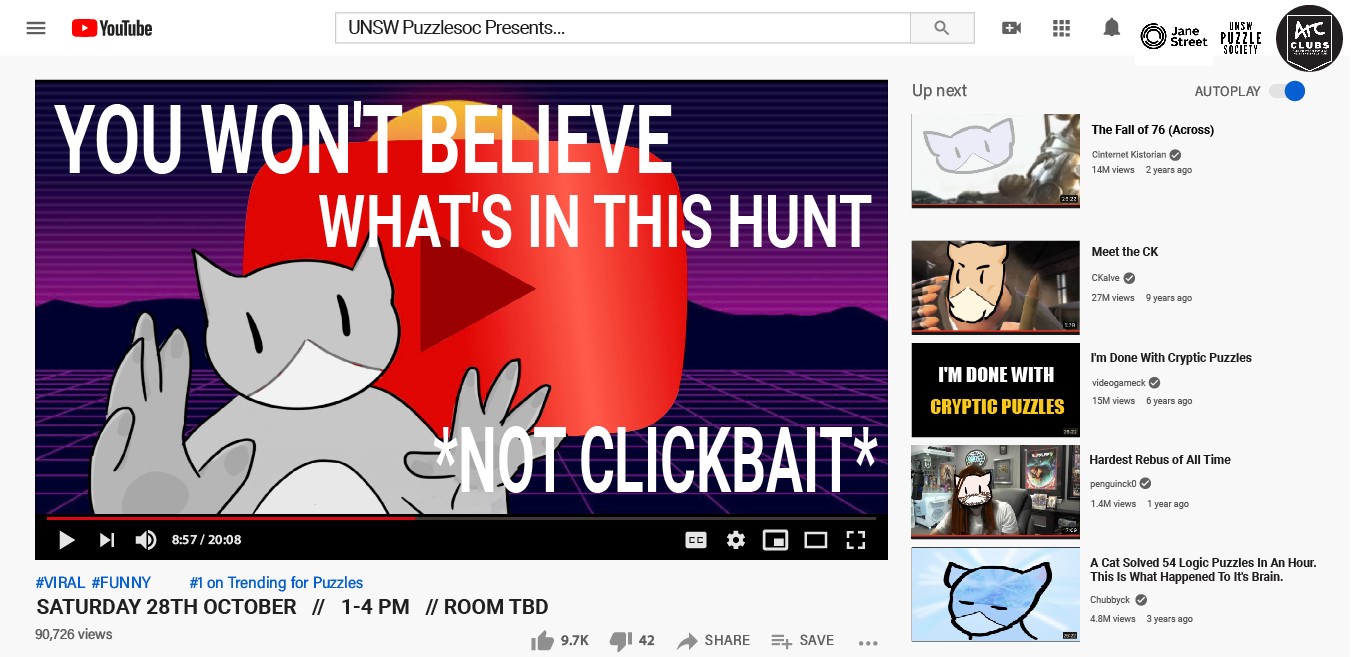 YouTube
UNSW Puzzlesoc Presents...
Jane
Street
UNSW
PUZZLE
SOCIETY
ArC
CLUBS
YOU WON'T BELIEVE
WHAT'S IN THIS HUNT
*NOT CLICKBAIT*
8:57 / 20:08
CC
#VIRAL #FUNNY #1 on Trending for Puzzles
SATURDAY 28TH OCTOBER // 1-4 PM // ROOM TBD
90,726 views
9.7K 42 SHARE SAVE
Up next AUTOPLAY
The Fall of 76 (Across)
Cinternet Kistorian
14M views 2 years ago
Meet the CK
CKalve
27M views 9 years ago
I'M DONE WITH
CRYPTIC PUZZLES
I'm Done With Cryptic Puzzles
videogameck
15M views 6 years ago
Hardest Rebus of All Time
penguinck0
1.4M views 1 year ago
A Cat Solved 54 Logic Puzzles In An Hour.
This Is What Happened To It's Brain.
Chubbyck
4.8M views 3 years ago